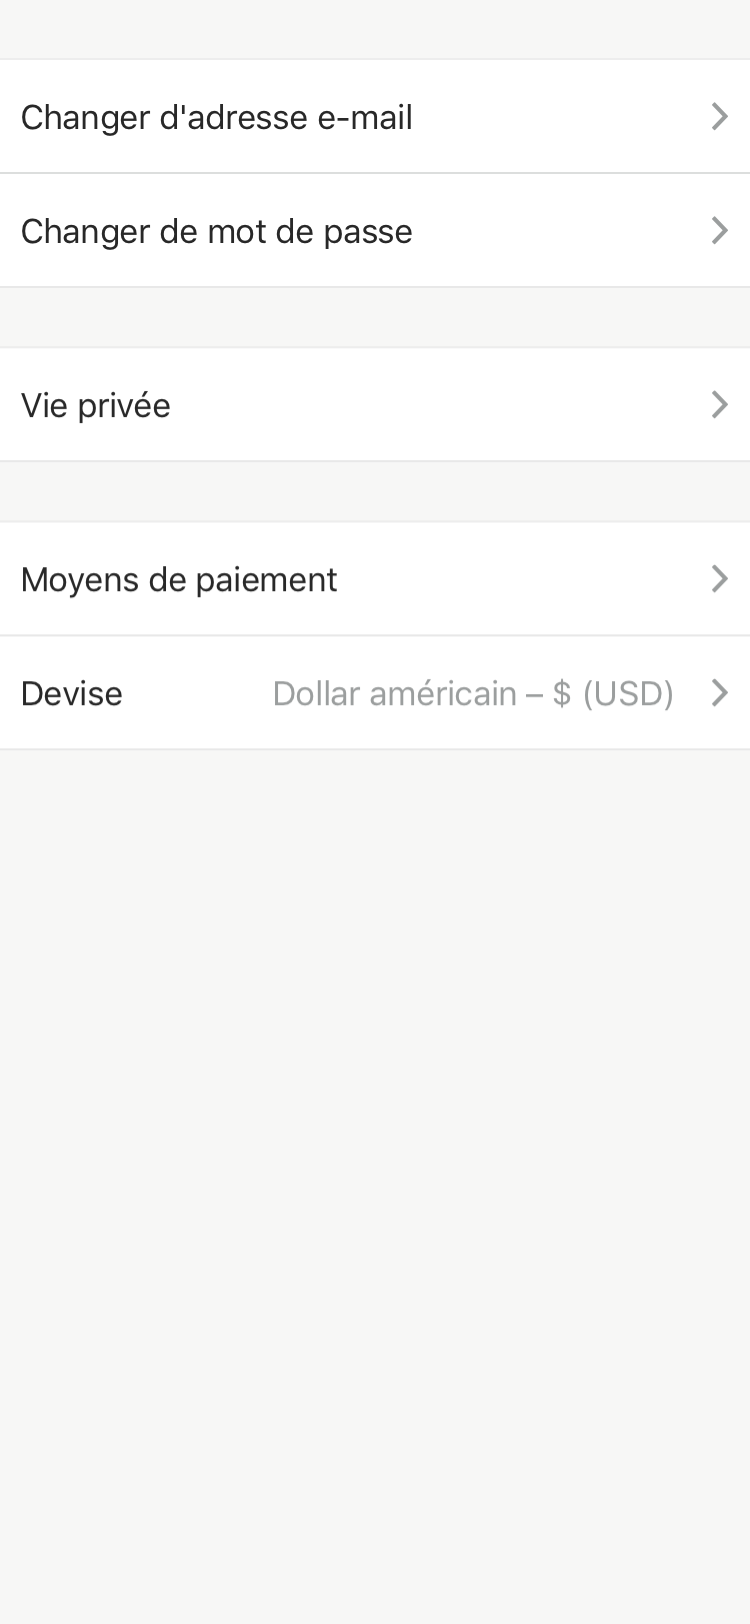 Changer d'adresse e-mail
Changer de mot de passe
Vie privée
Moyens de paiement
Devise Dollar américain – $ (USD)